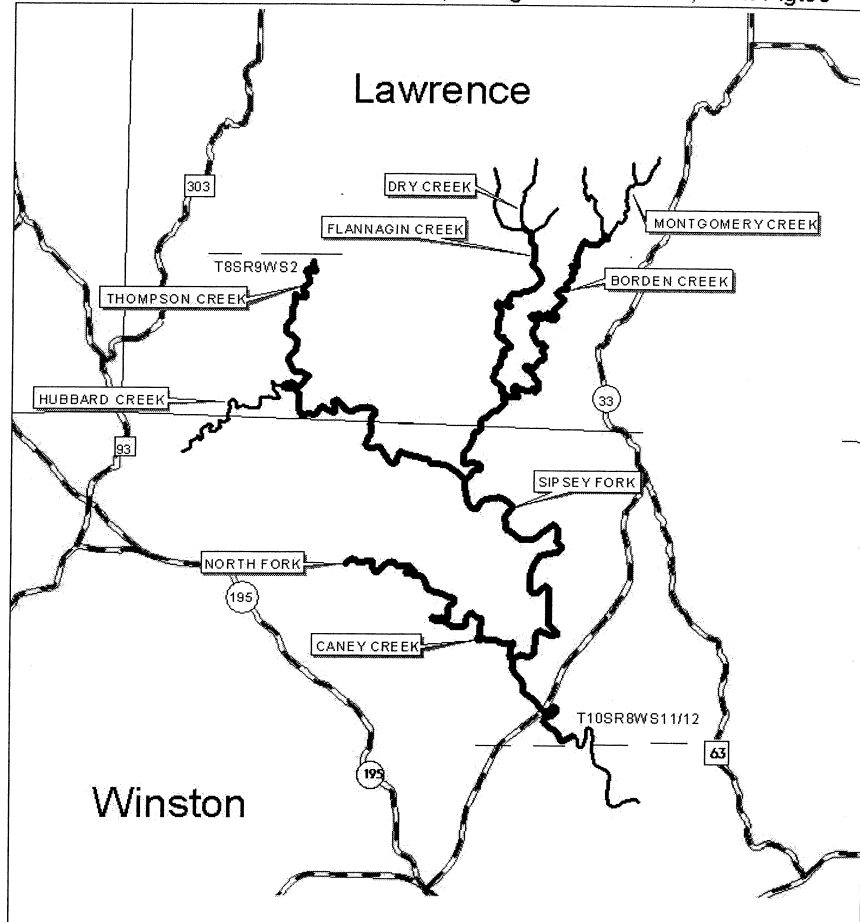 Lawrence
303
DRY CREEK
FLANNAGIN CREEK
MONTGOMERY CREEK
T8SR9WS2
THOMPSON CREEK
BORDEN CREEK
HUBBARD CREEK
33
93
SIPSEY FORK
NORTH FORK
195
CANEY CREEK
T10SR8WS11/12
63
195
Winston